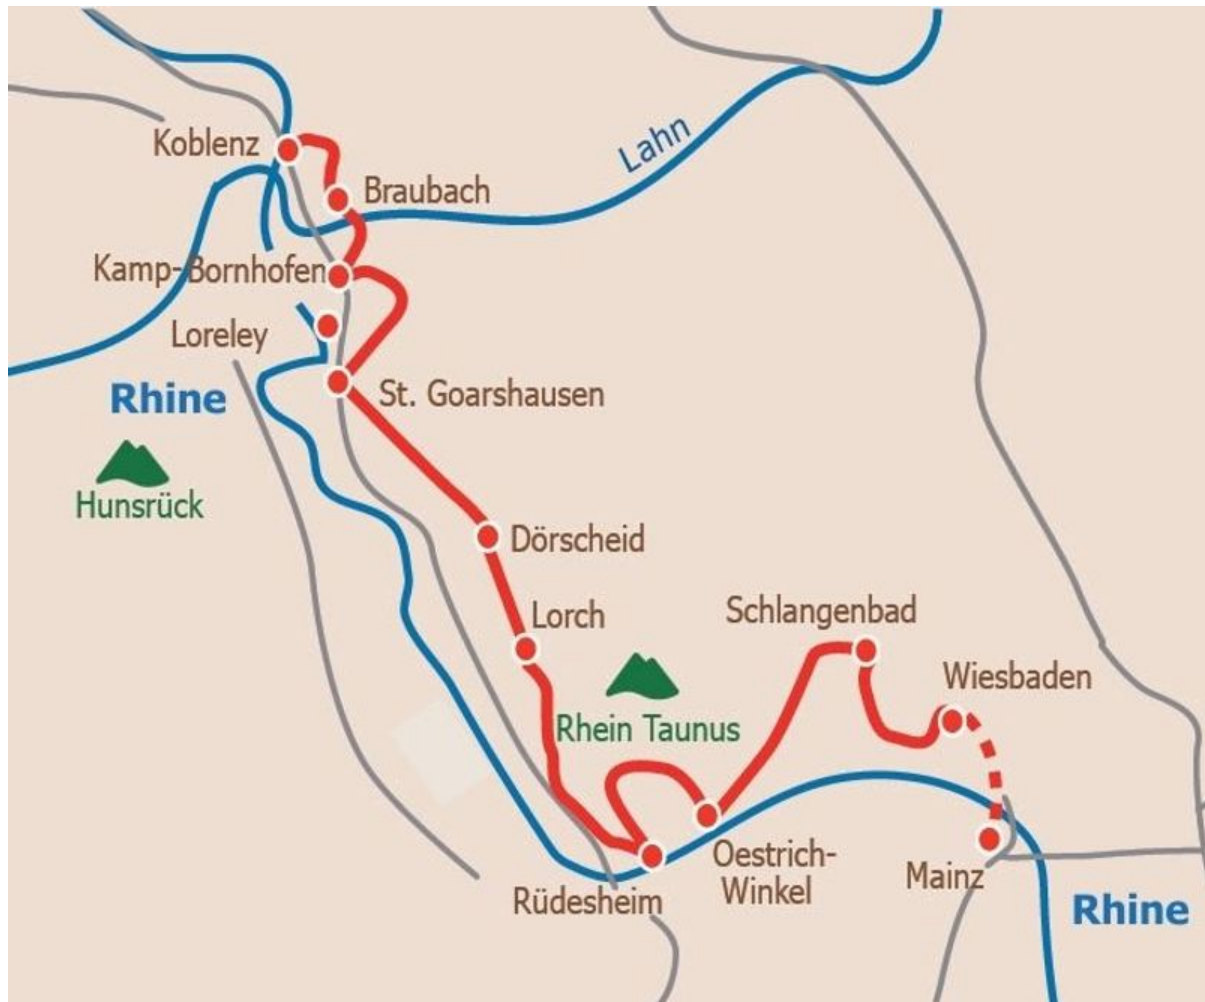 Koblenz
Lahn
Braubach
Kamp-Bornhofen
Loreley
Rhine
St. Goarshausen
Hunsrück
Dörscheid
Lorch
Schlangenbad
Wiesbaden
Rhein Taunus
Oestrich-
Winkel
Mainz
Rüdesheim
Rhine